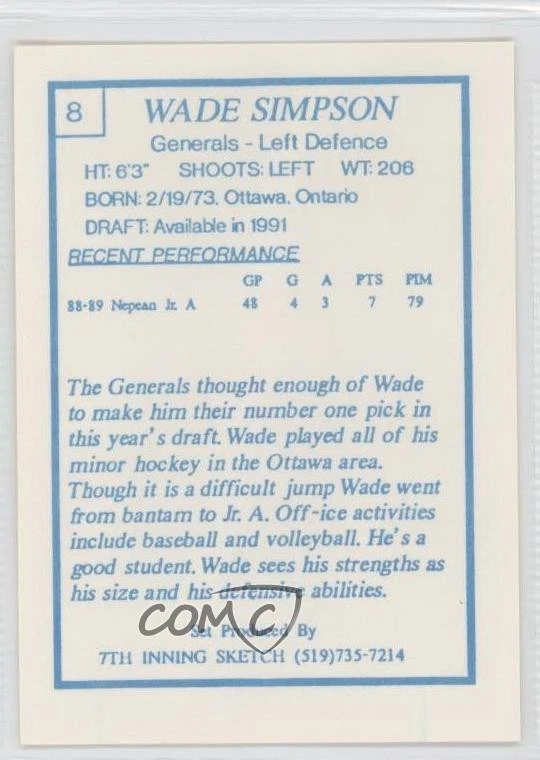 8
WADE SIMPSON
Generals - Left Defence
HT: 6'3" SHOOTS: LEFT WT: 206
BORN: 2/19/73, Ottawa, Ontario
DRAFT: Available in 1991
RECENT PERFORMANCE
GP G A PTS PIM
88-89 Nepean Jr. A 48 4 3 7 79
The Generals thought enough of Wade
to make him their number one pick in
this year's draft. Wade played all of his
minor hockey in the Ottawa area.
Though it is a difficult jump Wade went
from bantam to Jr. A. Off-ice activities
include baseball and volleyball. He's a
good student. Wade sees his strengths as
his size and his defensive abilities.
COMC
Set Produced By
7TH INNING SKETCH (519)735-7214